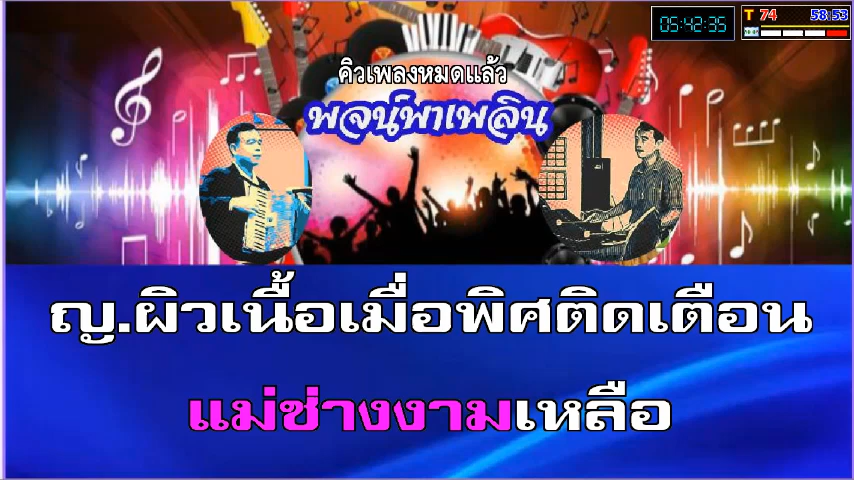 05:42:35
T 74 58:53
คิวเพลงหมดแล้ว
พจน์พาเพลิน
ญ.ผิวเนื้อเมื่อพิศติดเตือน
แม่ช่างงามเหลือ